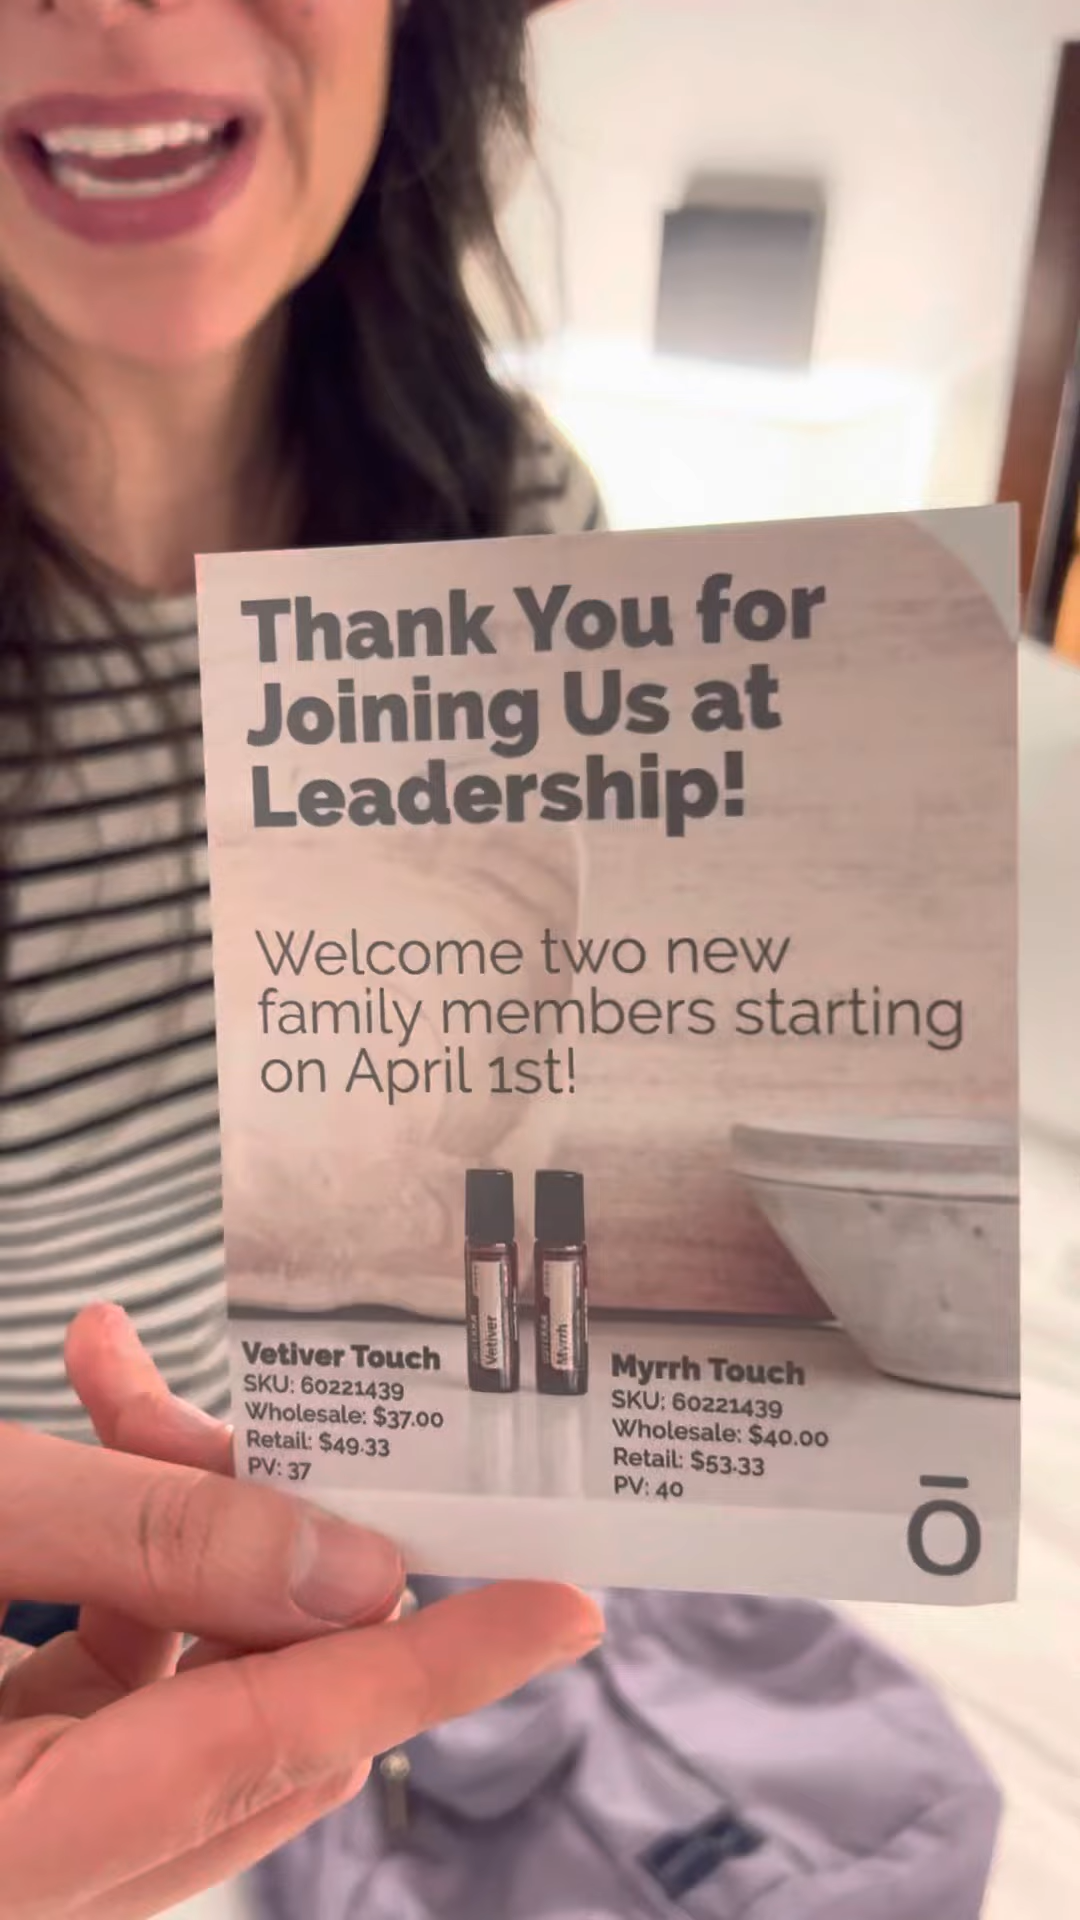 Thank You for
Joining Us at
Leadership!
Welcome two new
family members starting
on April 1st!
Vetiver
Myrrh
Vetiver Touch
SKU: 60221439
Wholesale: $37.00
Retail: $49.33
PV: 37
Myrrh Touch
SKU: 60221439
Wholesale: $40.00
Retail: $53.33
PV: 40
Ō